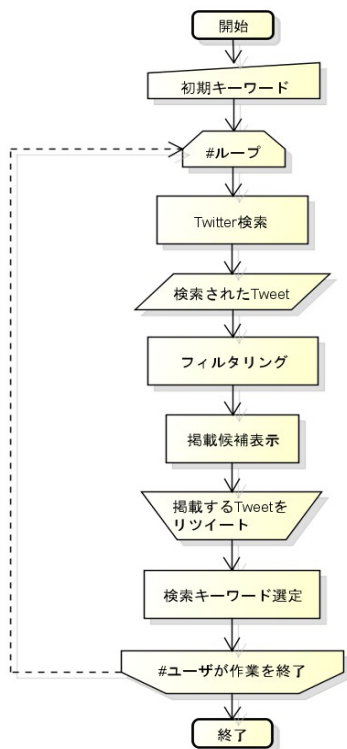 開始
初期キーワード
#ループ
Twitter検索
検索されたTweet
フィルタリング
掲載候補表示
掲載するTweetを
リツイート
検索キーワード選定
#ユーザが作業を終了
終了